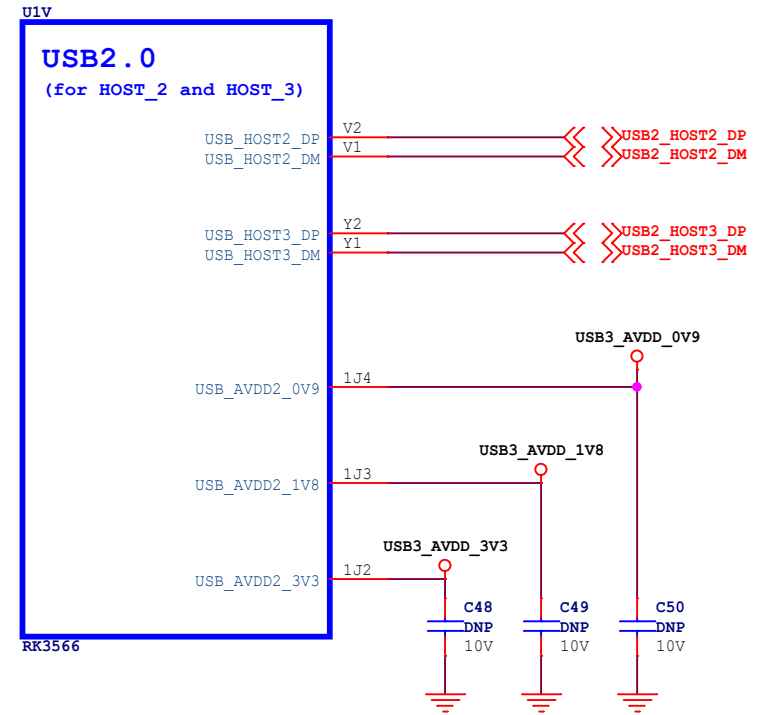 U1V
USB2.0
(for HOST_2 and HOST_3)
USB_HOST2_DP V2 USB2_HOST2_DP
USB_HOST2_DM V1 USB2_HOST2_DM
USB_HOST3_DP Y2 USB2_HOST3_DP
USB_HOST3_DM Y1 USB2_HOST3_DM
USB3_AVDD_0V9
USB_AVDD2_0V9 1J4
USB3_AVDD_1V8
USB_AVDD2_1V8 1J3
USB3_AVDD_3V3
USB_AVDD2_3V3 1J2
C48 C49 C50
DNP DNP DNP
10V 10V 10V
RK3566